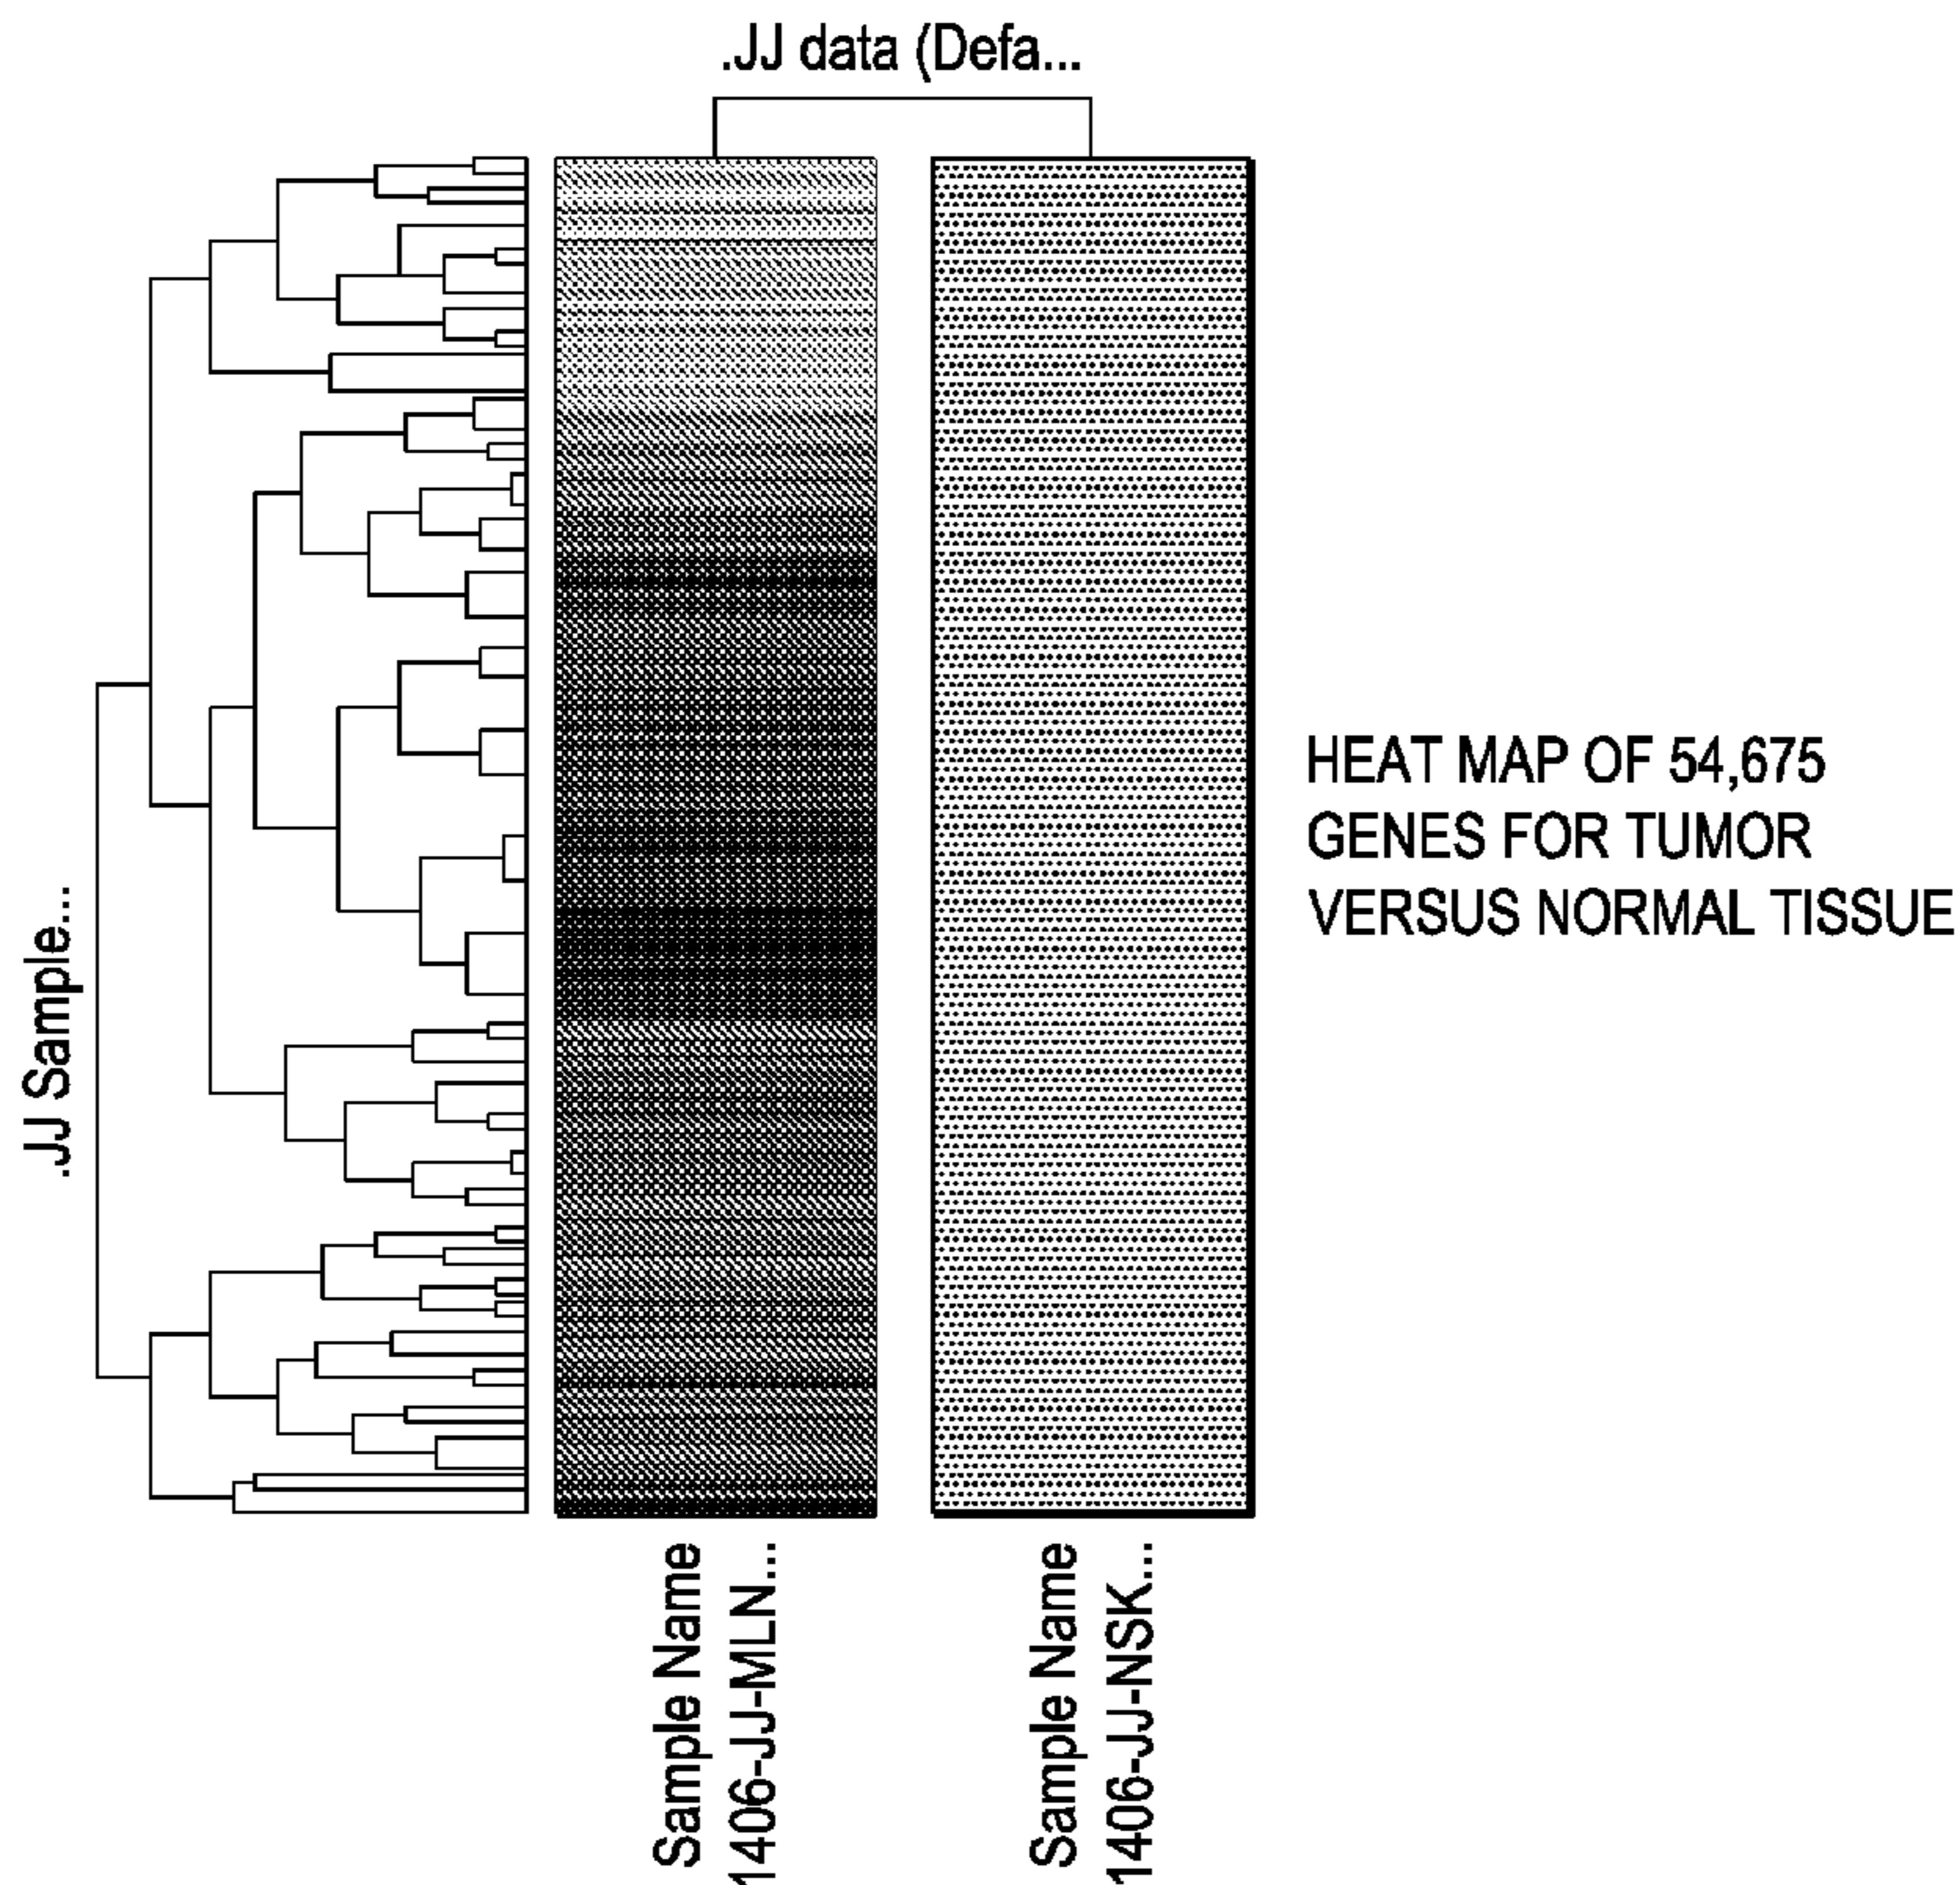 .JJ data (Defa...
.JJ Sample...
HEAT MAP OF 54,675
GENES FOR TUMOR
VERSUS NORMAL TISSUE
Sample Name
1406-JJ-MLN...
Sample Name
1406-JJ-NSK...